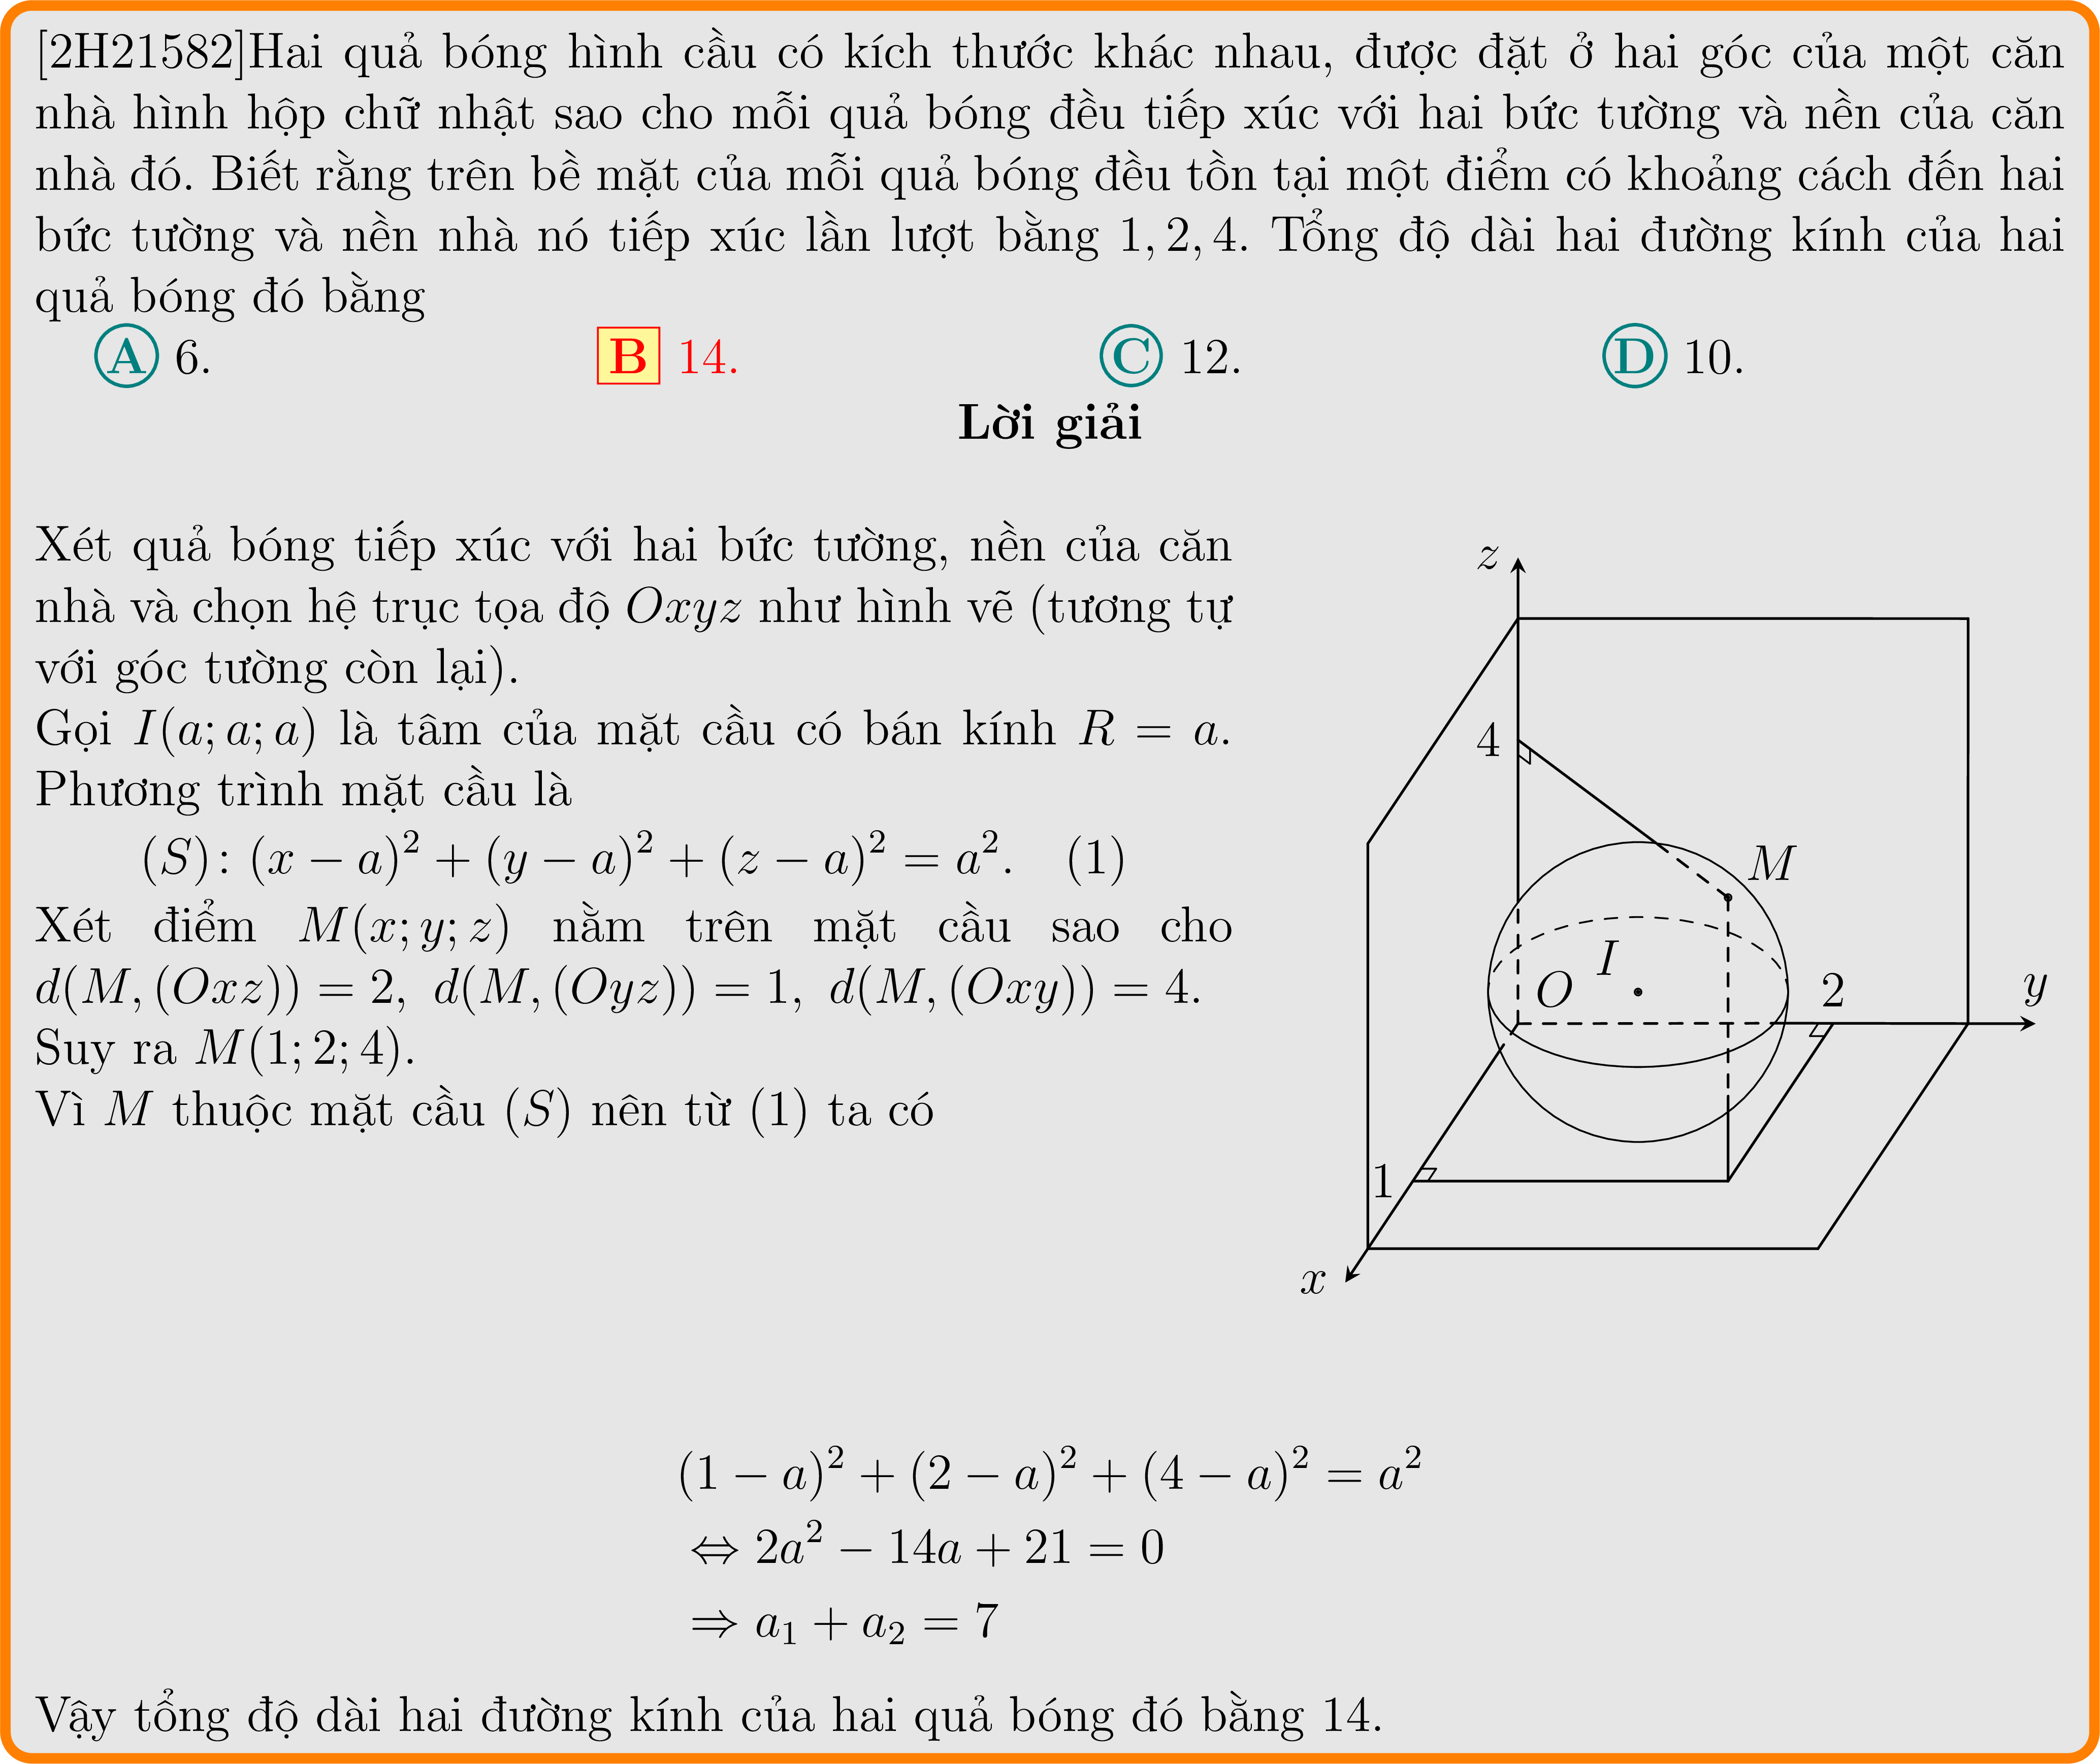 [2H21582]Hai quả bóng hình cầu có kích thước khác nhau, được đặt ở hai góc của một căn
nhà hình hộp chữ nhật sao cho mỗi quả bóng đều tiếp xúc với hai bức tường và nền của căn
nhà đó. Biết rằng trên bề mặt của mỗi quả bóng đều tồn tại một điểm có khoảng cách đến hai
bức tường và nền nhà nó tiếp xúc lần lượt bằng 1, 2, 4. Tổng độ dài hai đường kính của hai
quả bóng đó bằng
A 6. B 14. C 12. D 10.
Lời giải
Xét quả bóng tiếp xúc với hai bức tường, nền của căn
nhà và chọn hệ trục tọa độ Oxyz như hình vẽ (tương tự
với góc tường còn lại).
Gọi I(a; a; a) là tâm của mặt cầu có bán kính R = a.
Phương trình mặt cầu là
(S): (x − a)² + (y − a)² + (z − a)² = a². (1)
Xét điểm M(x; y; z) nằm trên mặt cầu sao cho
d(M, (Oxz)) = 2, d(M, (Oyz)) = 1, d(M, (Oxy)) = 4.
Suy ra M(1; 2; 4).
Vì M thuộc mặt cầu (S) nên từ (1) ta có
z
4
M
I
O
2
y
1
x
(1 − a)² + (2 − a)² + (4 − a)² = a²
⇔ 2a² − 14a + 21 = 0
⇒ a₁ + a₂ = 7
Vậy tổng độ dài hai đường kính của hai quả bóng đó bằng 14.